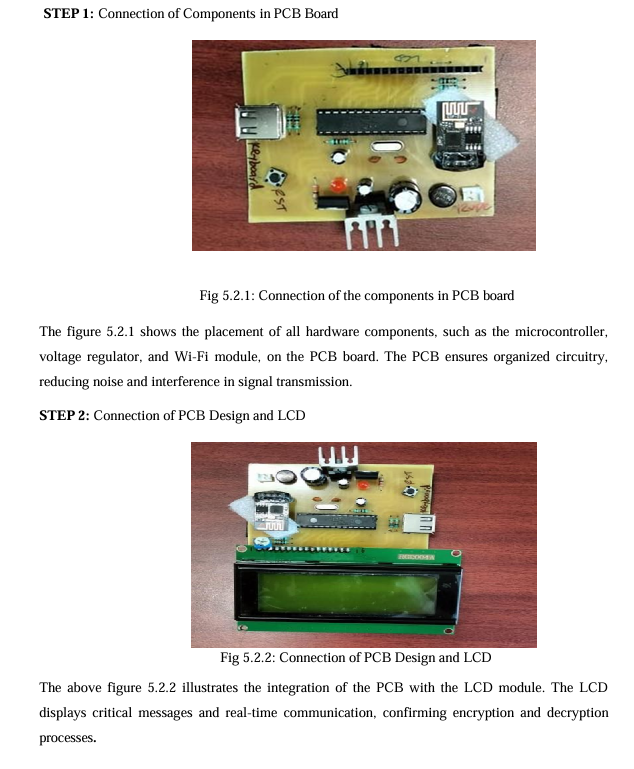 STEP 1: Connection of Components in PCB Board
LCD
keyboard
RST
Fig 5.2.1: Connection of the components in PCB board
The figure 5.2.1 shows the placement of all hardware components, such as the microcontroller,
voltage regulator, and Wi-Fi module, on the PCB board. The PCB ensures organized circuitry,
reducing noise and interference in signal transmission.
STEP 2: Connection of PCB Design and LCD
RST
keyboard
Fig 5.2.2: Connection of PCB Design and LCD
The above figure 5.2.2 illustrates the integration of the PCB with the LCD module. The LCD
displays critical messages and real-time communication, confirming encryption and decryption
processes.